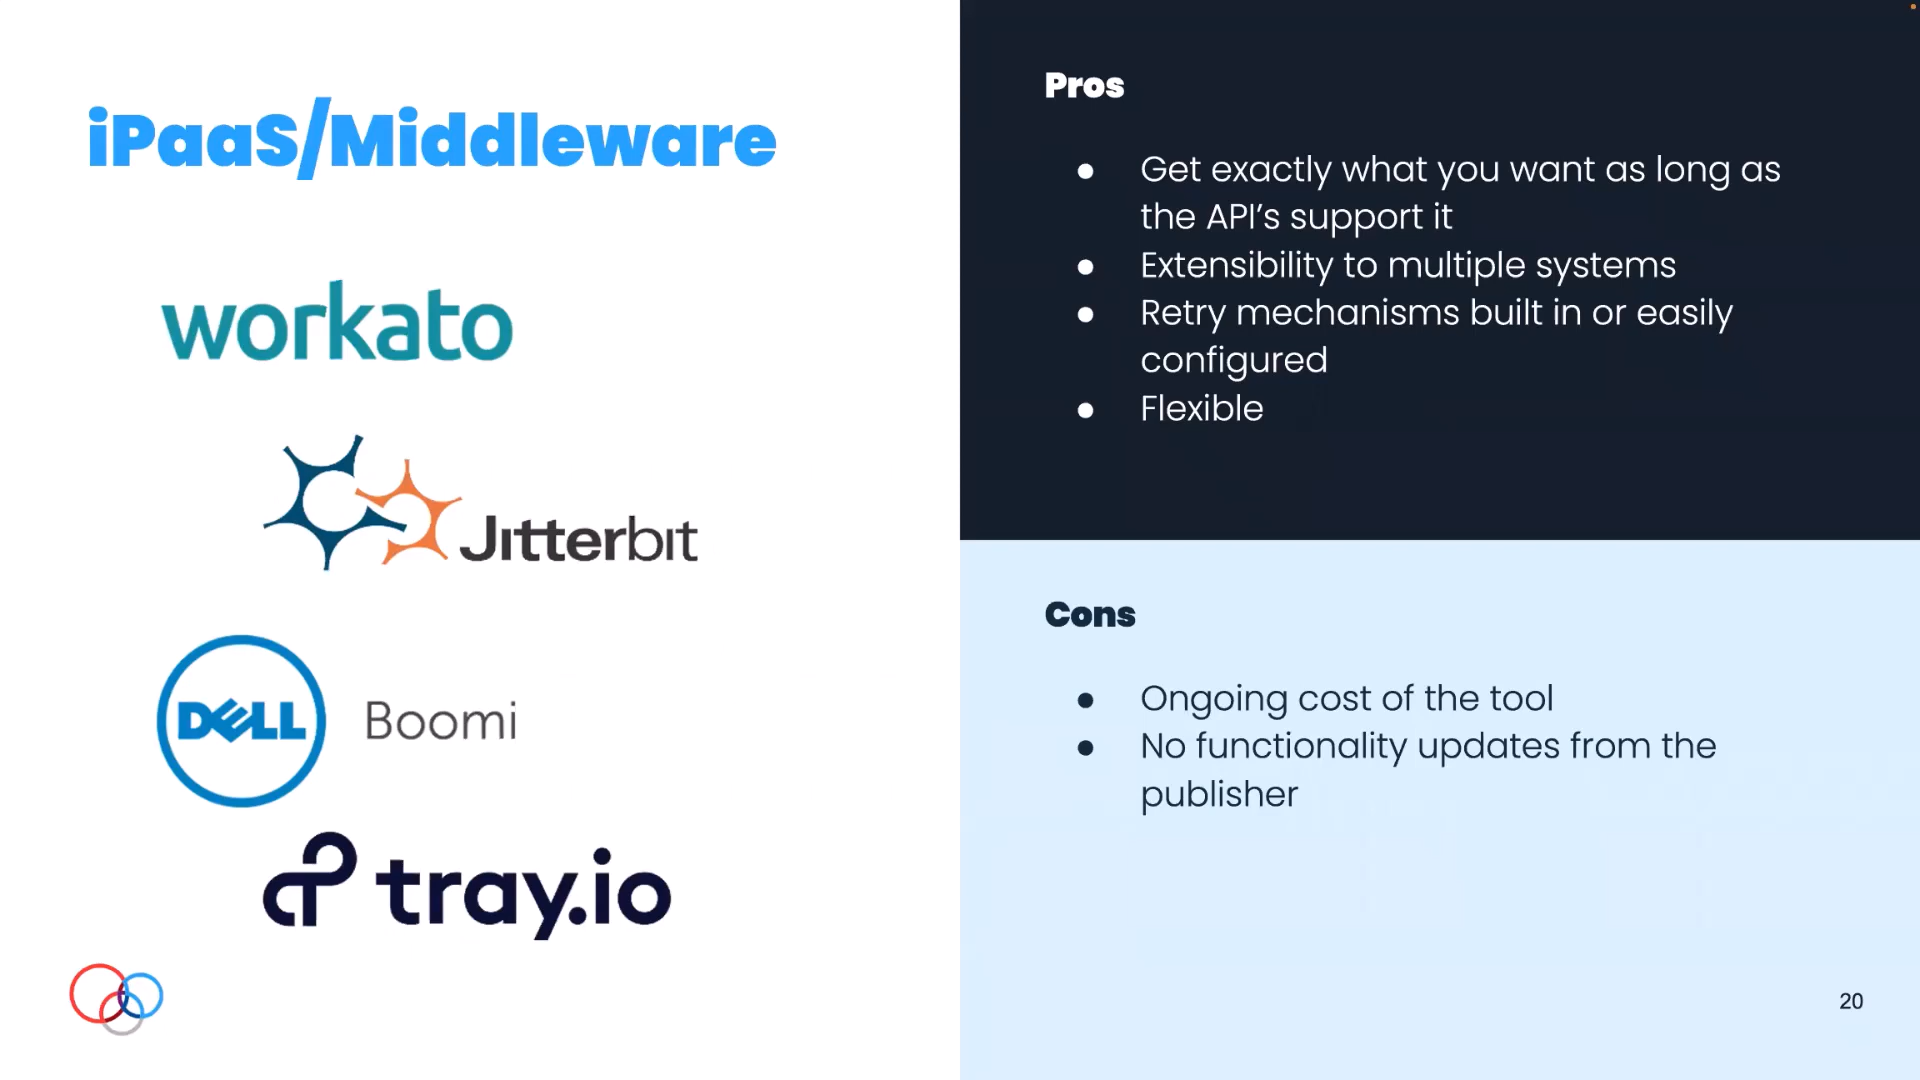 iPaaS/Middleware
workato
Jitterbit
DELL Boomi
tray.io
Pros
● Get exactly what you want as long as
the API’s support it
● Extensibility to multiple systems
● Retry mechanisms built in or easily
configured
● Flexible
Cons
● Ongoing cost of the tool
● No functionality updates from the
publisher
20